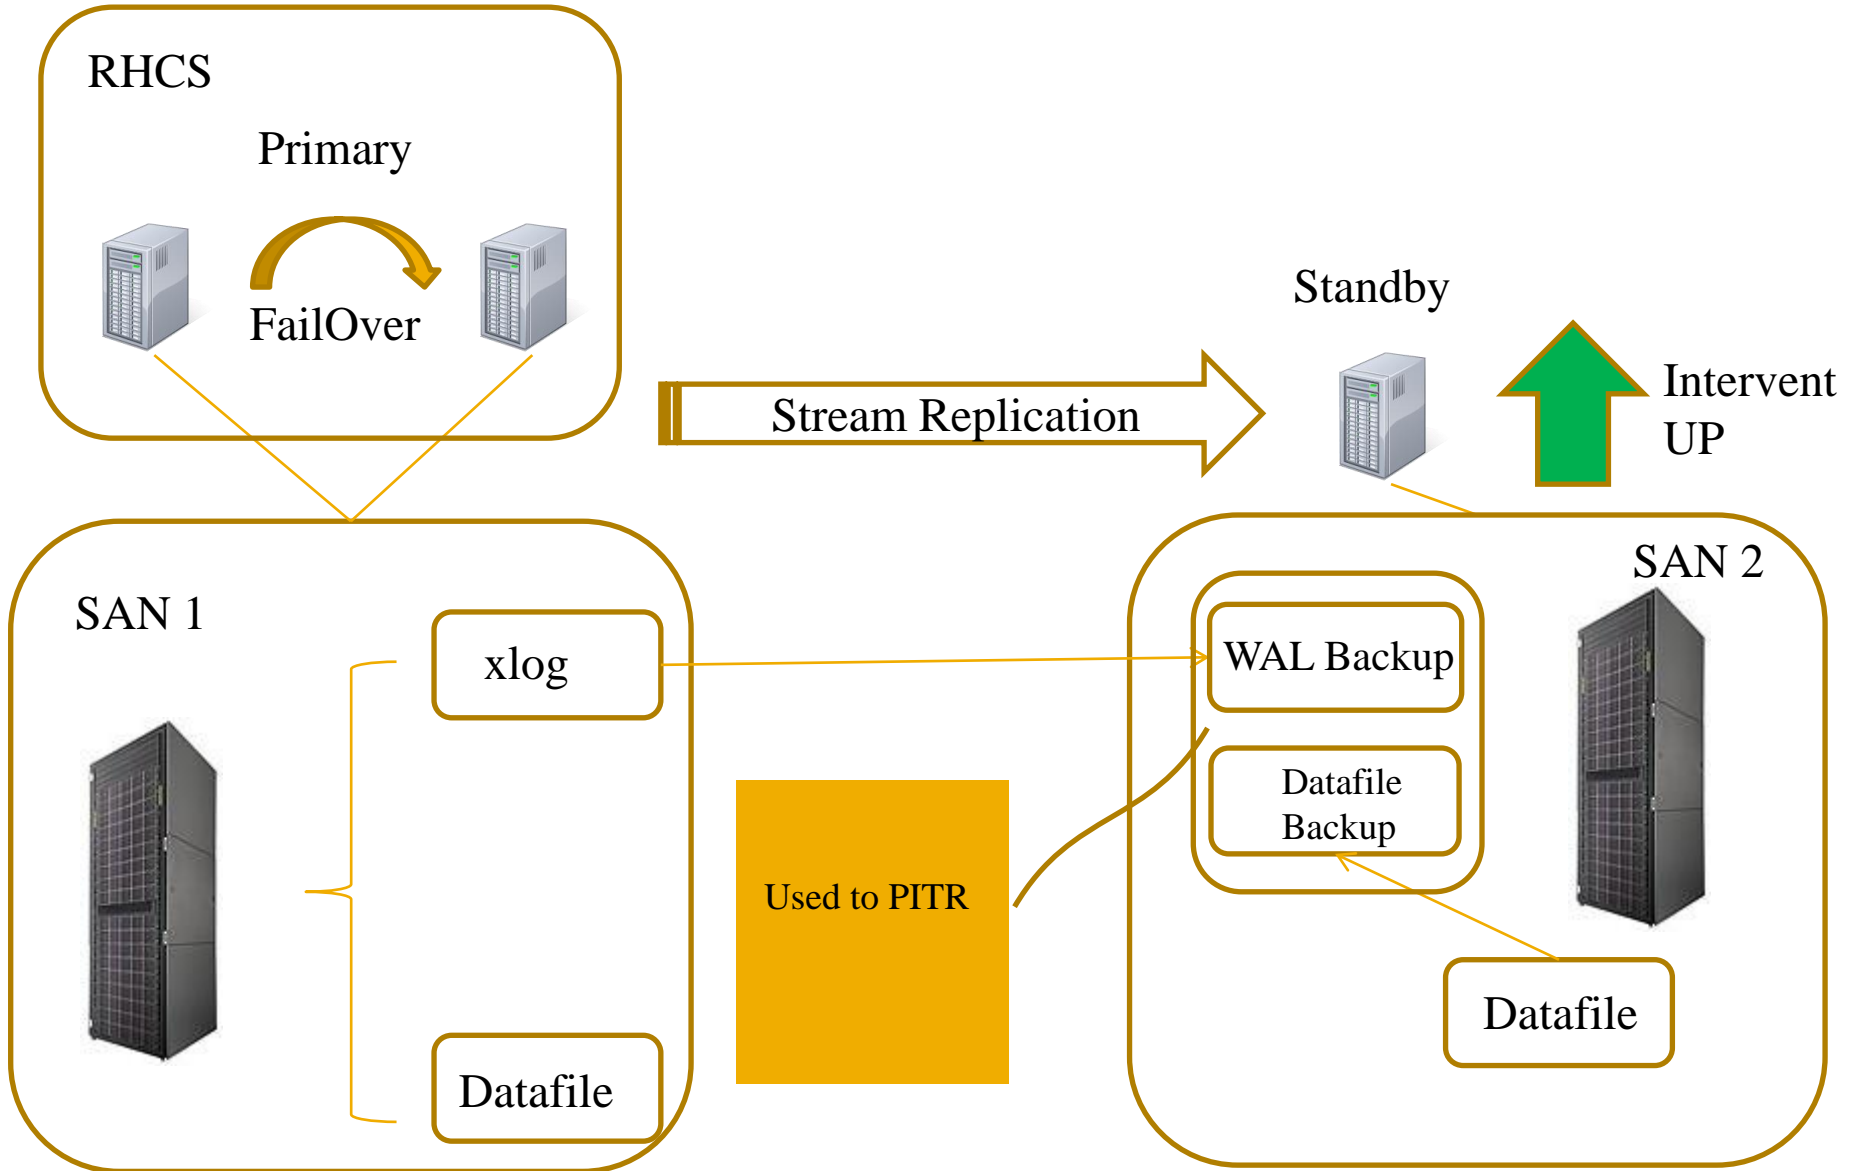 RHCS
Primary
FailOver
Standby
Stream Replication
Intervent
UP
SAN 1
xlog
Datafile
Used to PITR
SAN 2
WAL Backup
Datafile
Backup
Datafile